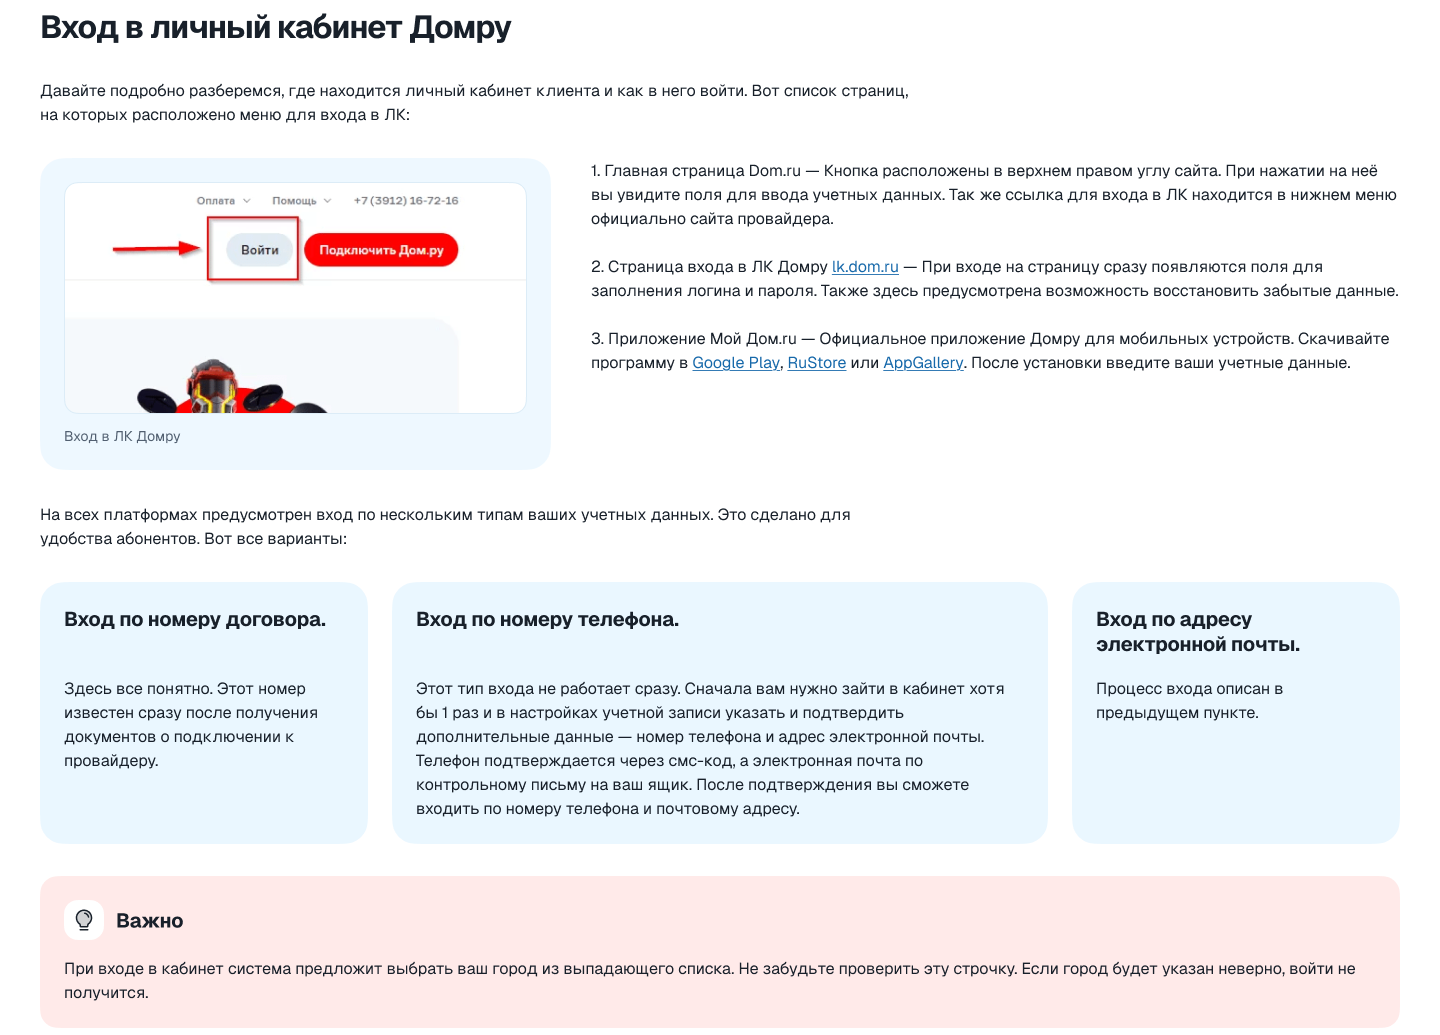 Вход в личный кабинет Домру
Давайте подробно разберемся, где находится личный кабинет клиента и как в него войти. Вот список страниц,
на которых расположено меню для входа в ЛК:
Оплата
Помощь
+7 (3912) 16-72-16
Войти
Подключить Дом.ру
Вход в ЛК Домру
1. Главная страница Dom.ru — Кнопка расположены в верхнем правом углу сайта. При нажатии на неё
вы увидите поля для ввода учетных данных. Так же ссылка для входа в ЛК находится в нижнем меню
официально сайта провайдера.
2. Страница входа в ЛК Домру lk.dom.ru — При входе на страницу сразу появляются поля для
заполнения логина и пароля. Также здесь предусмотрена возможность восстановить забытые данные.
3. Приложение Мой Дом.ru — Официальное приложение Домру для мобильных устройств. Скачивайте
программу в Google Play, RuStore или AppGallery. После установки введите ваши учетные данные.
На всех платформах предусмотрен вход по нескольким типам ваших учетных данных. Это сделано для
удобства абонентов. Вот все варианты:
Вход по номеру договора.
Здесь все понятно. Этот номер
известен сразу после получения
документов о подключении к
провайдеру.
Вход по номеру телефона.
Этот тип входа не работает сразу. Сначала вам нужно зайти в кабинет хотя
бы 1 раз и в настройках учетной записи указать и подтвердить
дополнительные данные — номер телефона и адрес электронной почты.
Телефон подтверждается через смс-код, а электронная почта по
контрольному письму на ваш ящик. После подтверждения вы сможете
входить по номеру телефона и почтовому адресу.
Вход по адресу
электронной почты.
Процесс входа описан в
предыдущем пункте.
Важно
При входе в кабинет система предложит выбрать ваш город из выпадающего списка. Не забудьте проверить эту строчку. Если город будет указан неверно, войти не
получится.